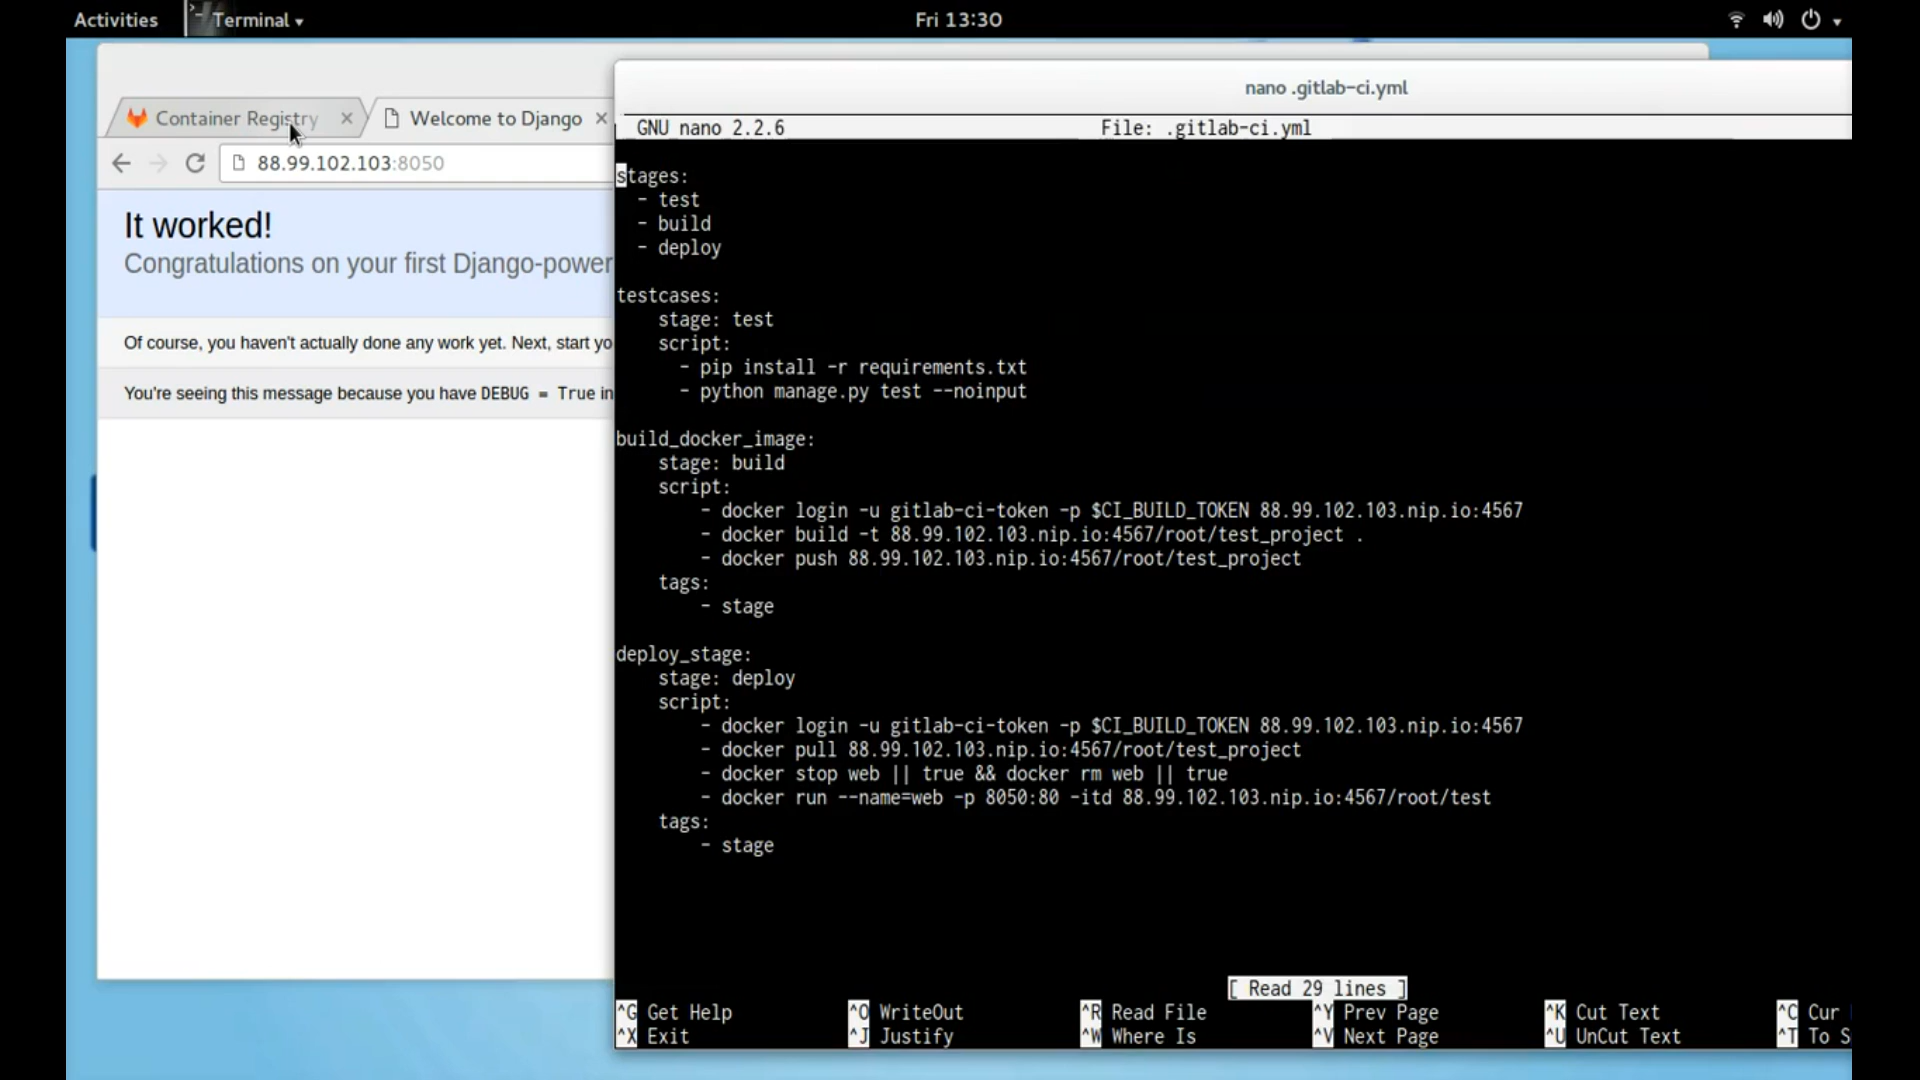 Activities
Terminal
Fri 13:30
Container Registry
Welcome to Django
88.99.102.103:8050
It worked!
Congratulations on your first Django-power
Of course, you haven't actually done any work yet. Next, start yo
You're seeing this message because you have DEBUG = True in
nano .gitlab-ci.yml
GNU nano 2.2.6 File: .gitlab-ci.yml
stages:
- test
- build
- deploy
testcases:
stage: test
script:
- pip install -r requirements.txt
- python manage.py test --noinput
build_docker_image:
stage: build
script:
- docker login -u gitlab-ci-token -p $CI_BUILD_TOKEN 88.99.102.103.nip.io:4567
- docker build -t 88.99.102.103.nip.io:4567/root/test_project .
- docker push 88.99.102.103.nip.io:4567/root/test_project
tags:
- stage
deploy_stage:
stage: deploy
script:
- docker login -u gitlab-ci-token -p $CI_BUILD_TOKEN 88.99.102.103.nip.io:4567
- docker pull 88.99.102.103.nip.io:4567/root/test_project
- docker stop web || true && docker rm web || true
- docker run --name=web -p 8050:80 -itd 88.99.102.103.nip.io:4567/root/test
tags:
- stage
[ Read 29 lines ]
^G Get Help ^O WriteOut ^R Read File ^Y Prev Page ^K Cut Text ^C Cur
^X Exit ^J Justify ^W Where Is ^V Next Page ^U UnCut Text ^T To S